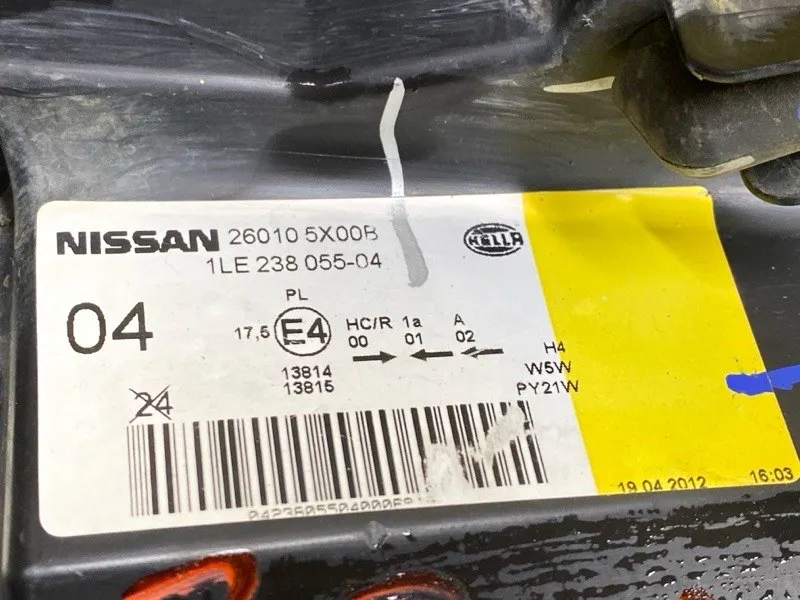 NISSAN 26010 5X00B
HELLA
1LE 238 055-04
04
PL
17,5 E4 HC/R 1a A
00 01 02
13814
13815
H4
W5W
PY21W
24
19.04.2012 16:03